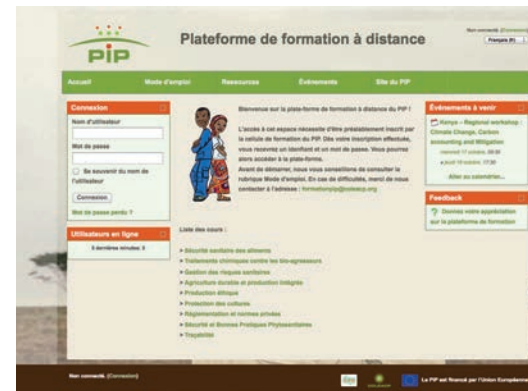 Non connecté. (Connexion)
Français (fr)
PiP
Plateforme de formation à distance
Accueil
Mode d'emploi
Ressources
Évènements
Site du PIP
Connexion
Nom d'utilisateur
Mot de passe
Se souvenir du nom de l'utilisateur
Connexion
Mot de passe perdu ?
Utilisateurs en ligne
5 dernières minutes: 3
Bienvenue sur la plate-forme de formation à distance du PIP !
L'accès à cet espace nécessite d'être préalablement inscrit par
la cellule de formation du PIP. Dès votre inscription effectuée,
vous recevrez un identifiant et un mot de passe. Vous pourrez
alors accéder à la plate-forme.
Avant de démarrer, nous vous conseillons de consulter la
rubrique Mode d'emploi. En cas de difficultés, merci de nous
contacter à l'adresse : formationpip@coleacp.org
Liste des cours :
Sécurité sanitaire des aliments
Traitements chimiques contre les bio-agresseurs
Gestion des risques sanitaires
Agriculture durable et production intégrée
Production éthique
Protection des cultures
Réglementation et normes privées
Sécurité et Bonnes Pratiques Phytosanitaires
Traçabilité
Évènements à venir
Kenya – Regional workshop :
Climate Change, Carbon
accounting and Mitigation
Aller au calendrier...
Feedback
Donnez votre appréciation
sur la plateforme de formation
Non connecté. (Connexion)
Le PIP est financé par l'Union Européenne